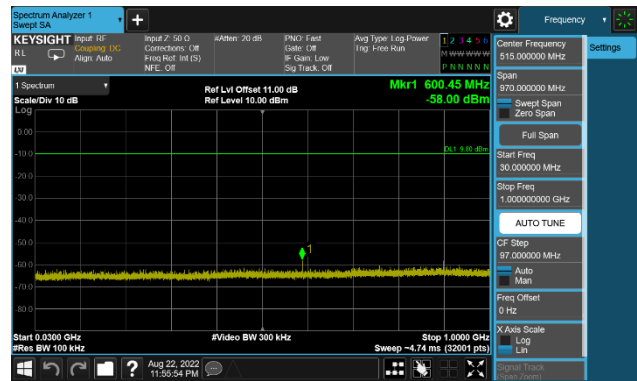 Spectrum Analyzer 1
Swept SA
Frequency
KEYSIGHT
RL
Input: RF
Coupling: DC
Align: Auto
Input Z: 50 Ω
Corrections: Off
Freq Ref: Int (S)
NFE: Off
#Atten: 20 dB
PNO: Fast
Gate: Off
IF Gain: Low
Sig Track: Off
Avg Type: Log-Power
Trig: Free Run
1 2 3 4 5 6
M W W W W W
P N N N N N
LXI
1 Spectrum
Scale/Div 10 dB
Log
Ref Lvl Offset 11.00 dB
Ref Level 10.00 dBm
Mkr1 600.45 MHz
-58.00 dBm
0.00
-10.0
-20.0
-30.0
-40.0
-50.0
-60.0
-70.0
-80.0
DL1 -9.80 dBm
1
Start 0.0300 GHz
#Res BW 100 kHz
#Video BW 300 kHz
Stop 1.0000 GHz
Sweep ~4.74 ms (32001 pts)
Aug 22, 2022
11:55:54 PM
Center Frequency
515.000000 MHz
Settings
Span
970.000000 MHz
Swept Span
Zero Span
Full Span
Start Freq
30.000000 MHz
Stop Freq
1.000000000 GHz
AUTO TUNE
CF Step
97.000000 MHz
Auto
Man
Freq Offset
0 Hz
X Axis Scale
Log
Lin
Signal Track
(Span Zoom)